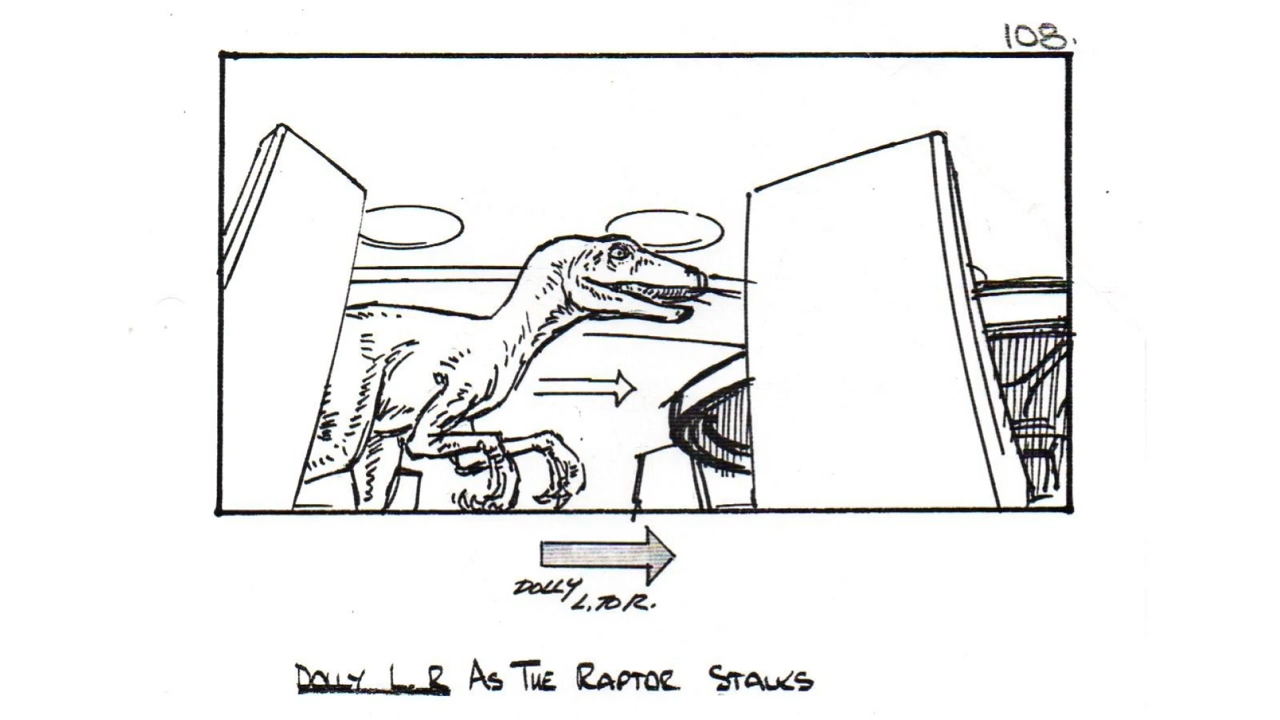 108.
DOLLY
L. TO R.
DOLLY L.R AS THE RAPTOR STALKS